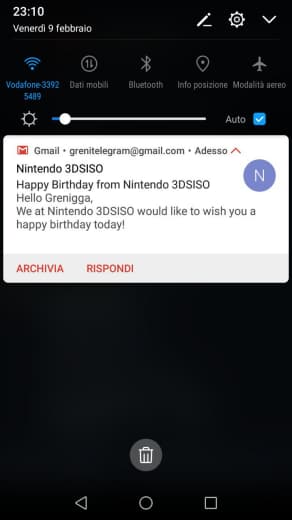 23:10
Venerdì 9 febbraio
Vodafone-3392
5489
Dati mobili
Bluetooth
Info posizione
Modalità aereo
Auto
Gmail • grenitelegram@gmail.com • Adesso
Nintendo 3DSISO
Happy Birthday from Nintendo 3DSISO
N
Hello Grenigga,
We at Nintendo 3DSISO would like to wish you a
happy birthday today!
ARCHIVIA RISPONDI